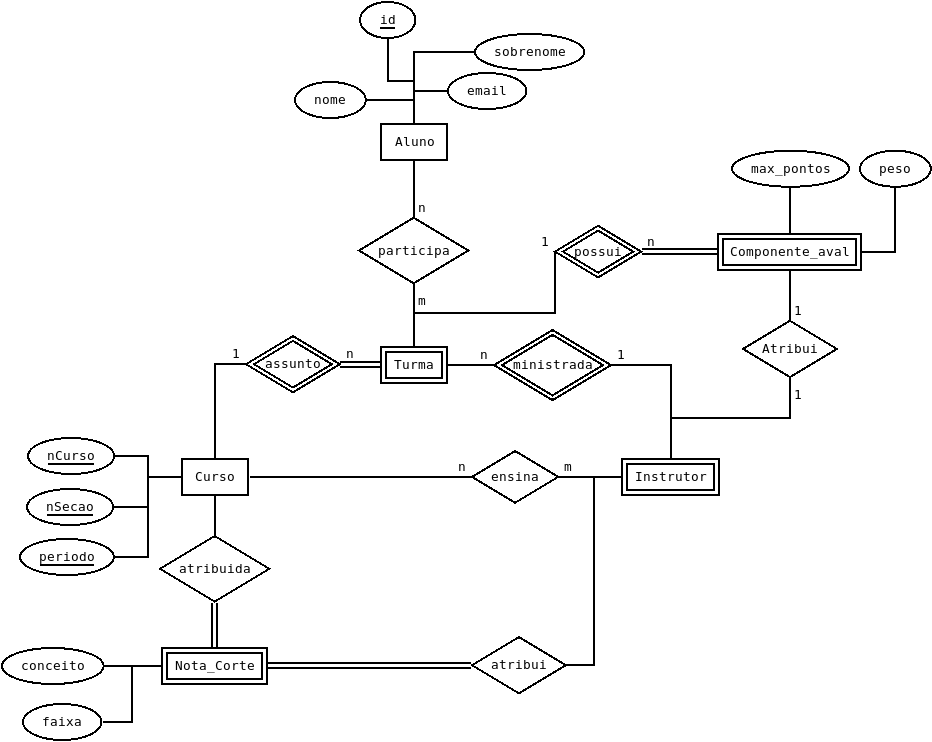 id
sobrenome
email
nome
Aluno
max_pontos
peso
n
participa
1
possui
n
Componente_aval
m
1
Atribui
1
1
assunto
n
Turma
n
ministrada
1
nCurso
Curso
n
ensina
m
Instrutor
nSecao
periodo
atribuida
conceito
Nota_Corte
atribui
faixa